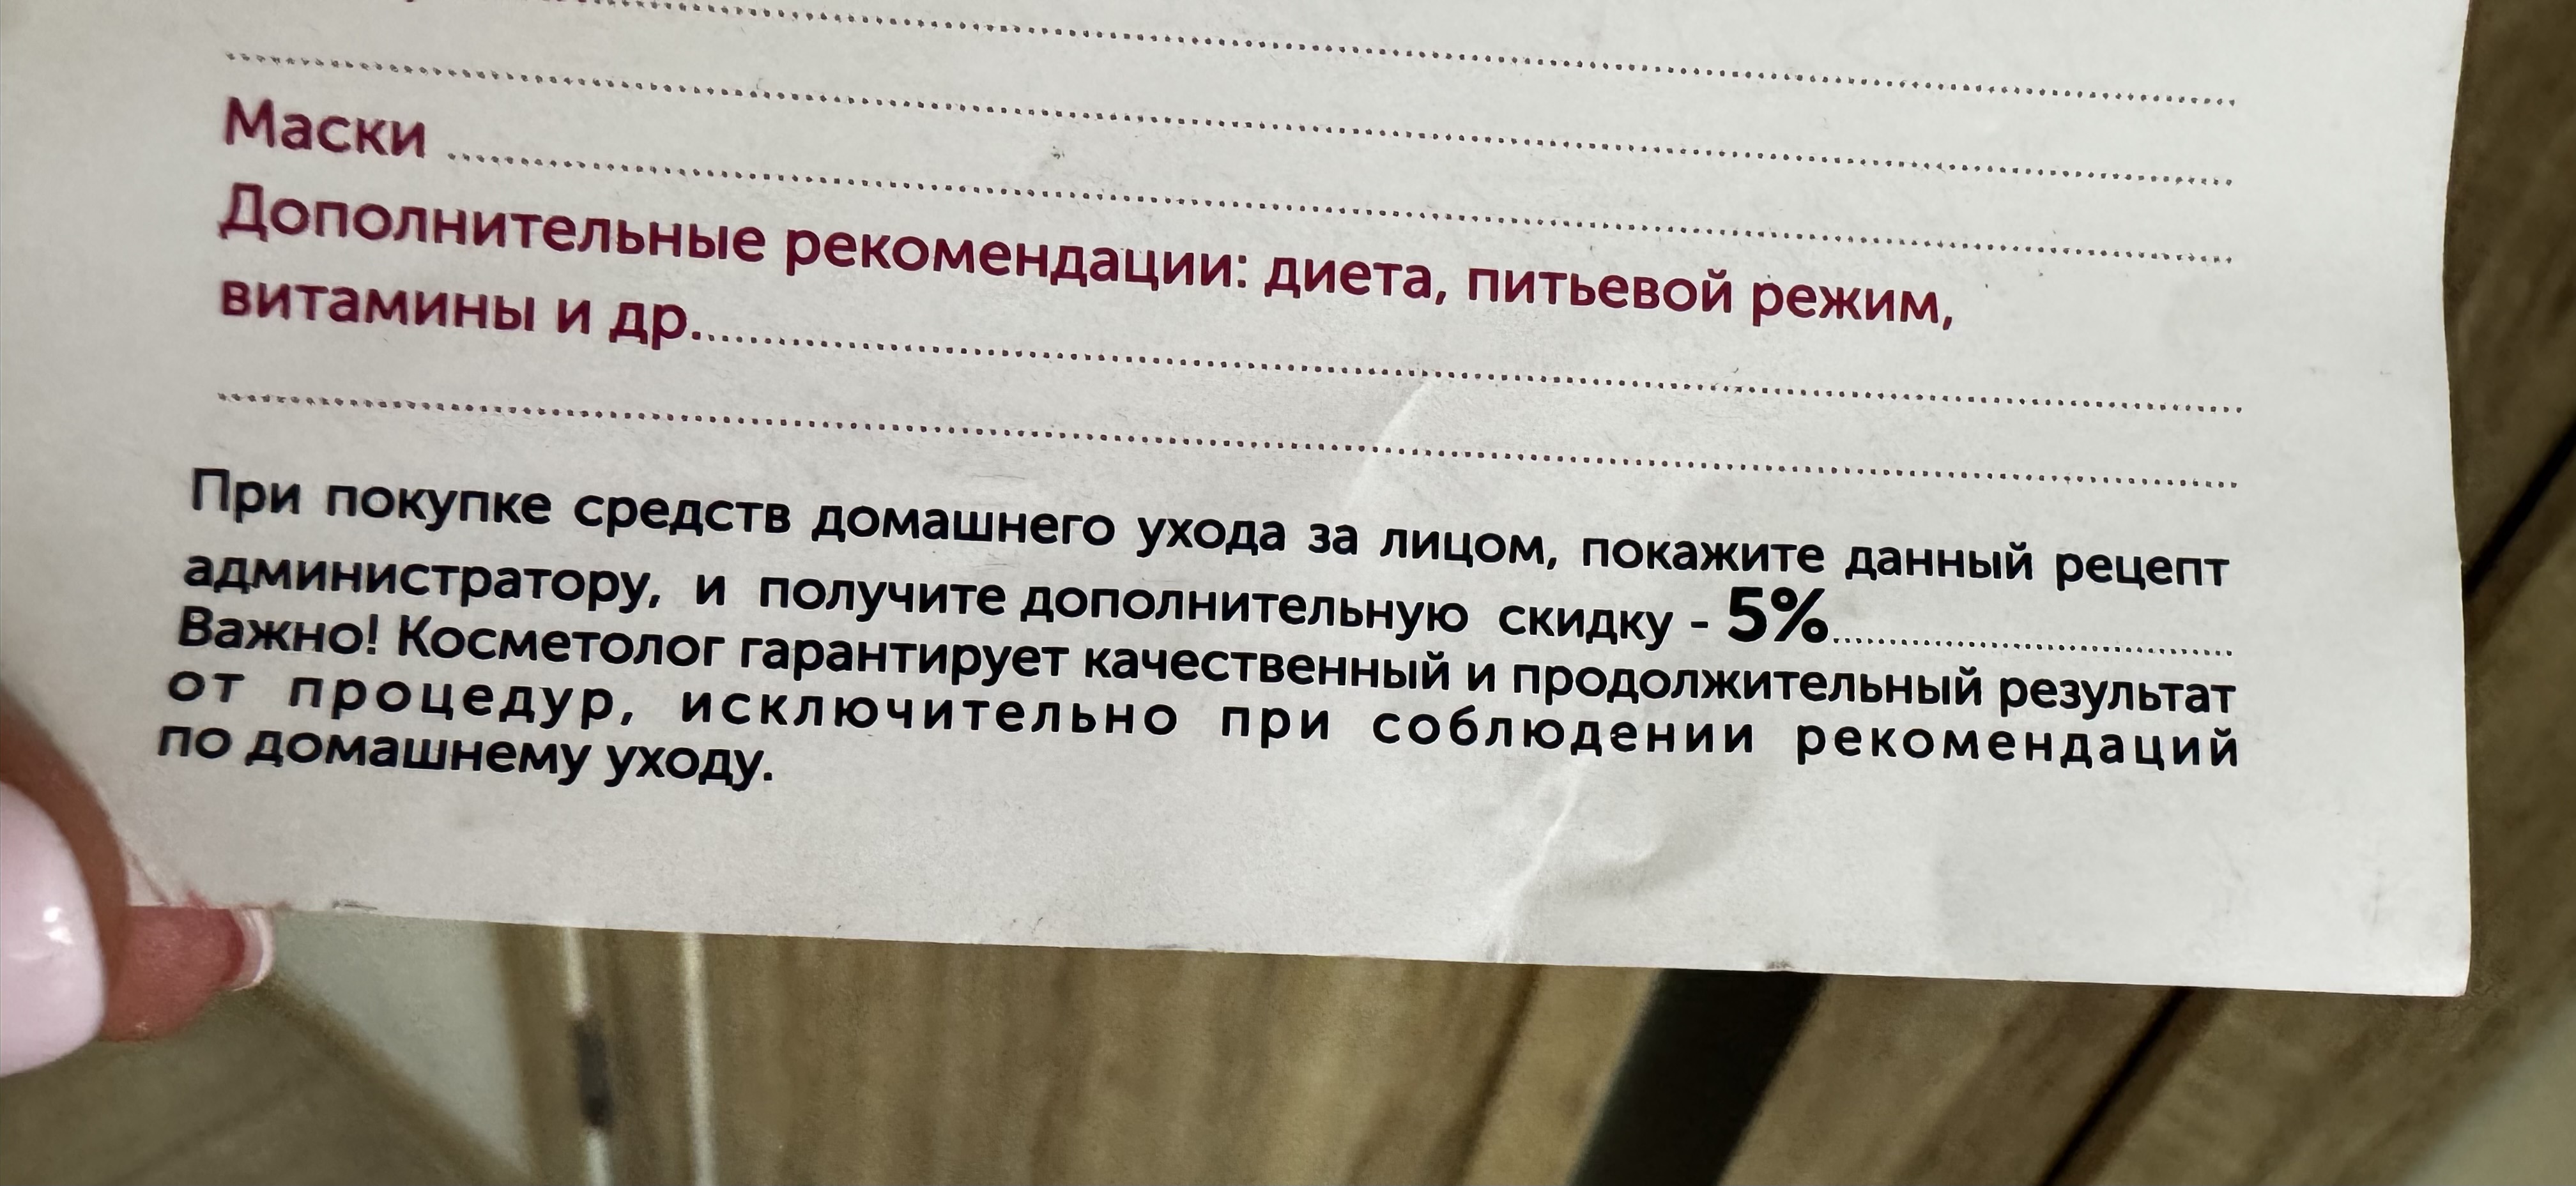 Маски
Дополнительные рекомендации: диета, питьевой режим,
витамины и др.
При покупке средств домашнего ухода за лицом, покажите данный рецепт
администратору, и получите дополнительную скидку - 5%
Важно! Косметолог гарантирует качественный и продолжительный результат
от процедур, исключительно при соблюдении рекомендаций
по домашнему уходу.